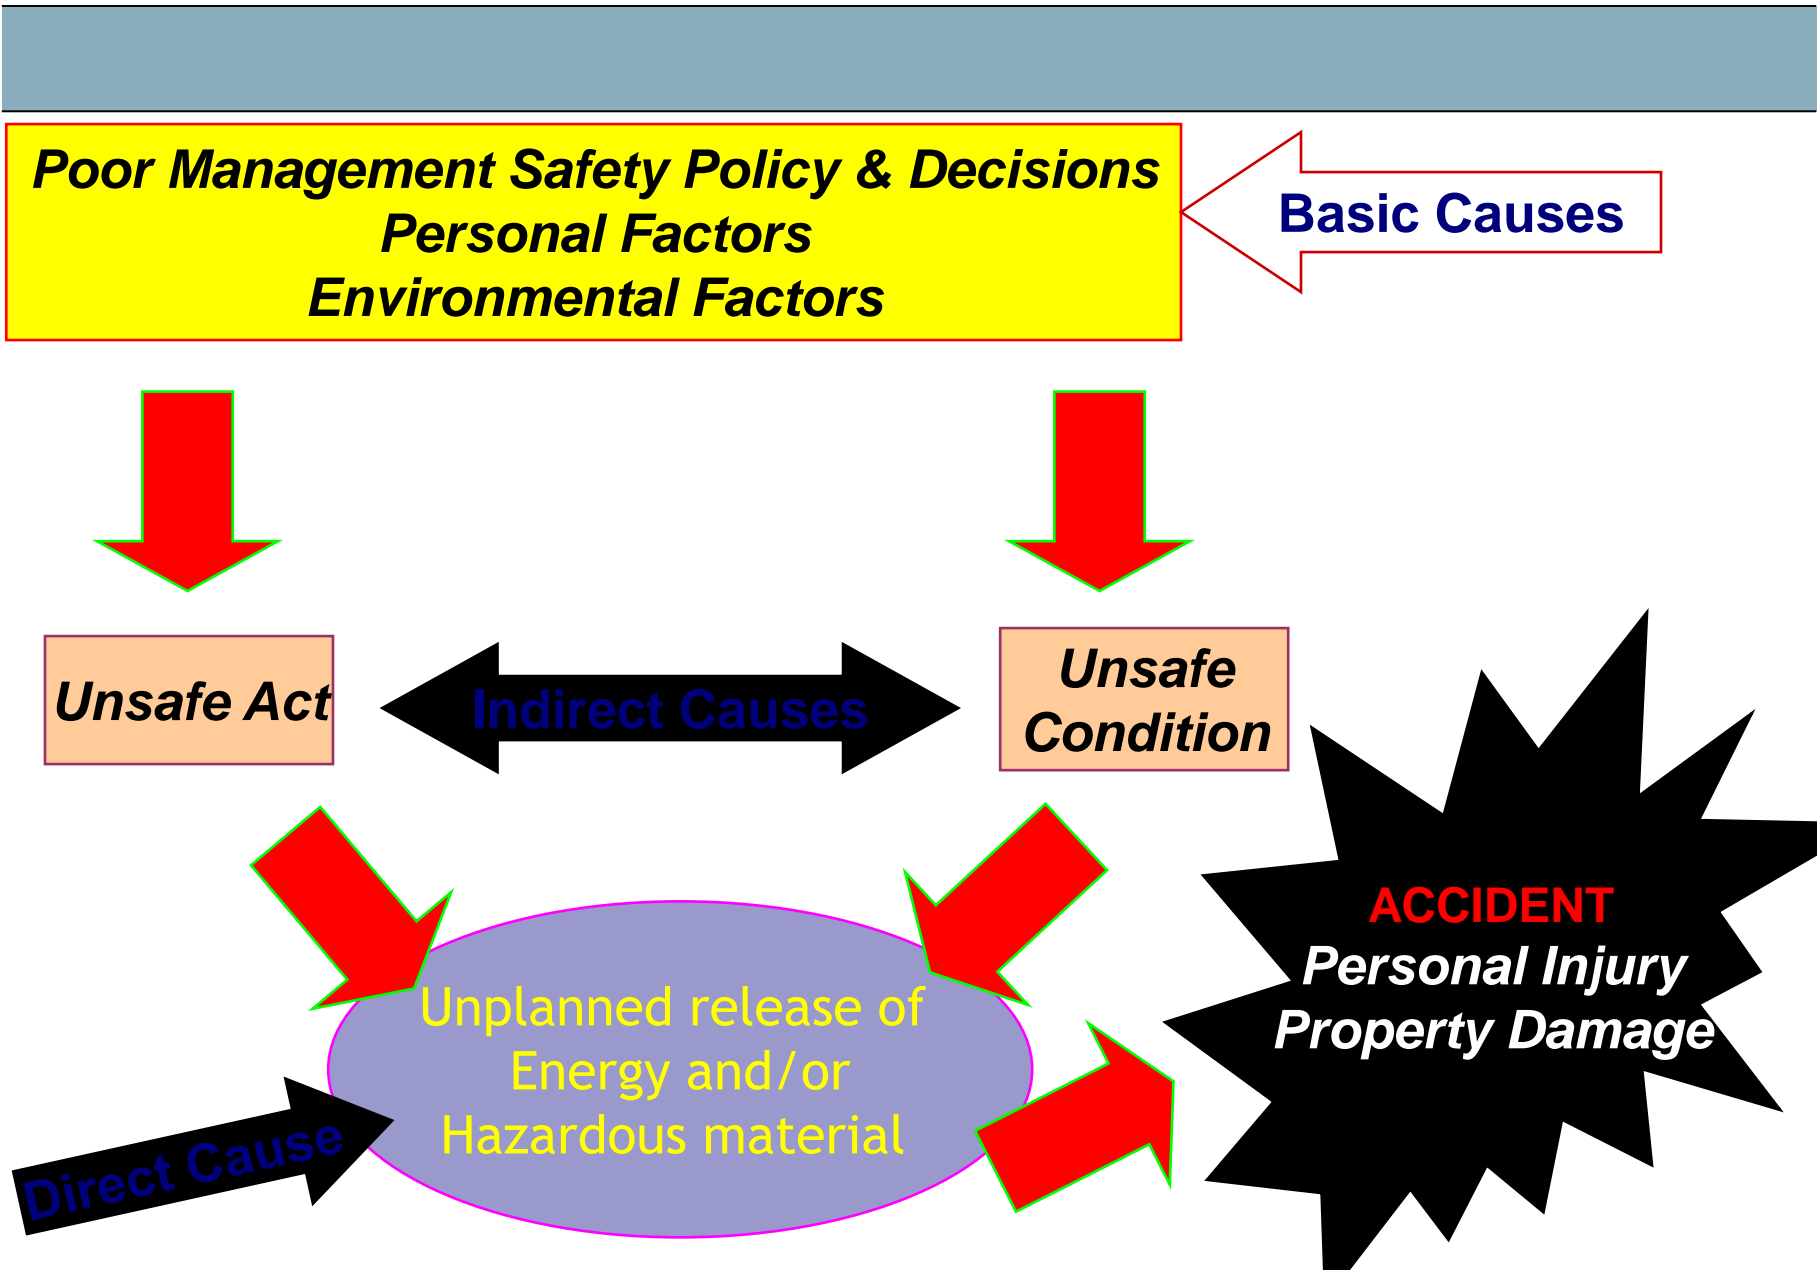 Poor Management Safety Policy & Decisions
Personal Factors
Environmental Factors
Basic Causes
Unsafe Act
Indirect Causes
Unsafe
Condition
ACCIDENT
Personal Injury
Property Damage
Unplanned release of
Energy and/or
Hazardous material
Direct Cause